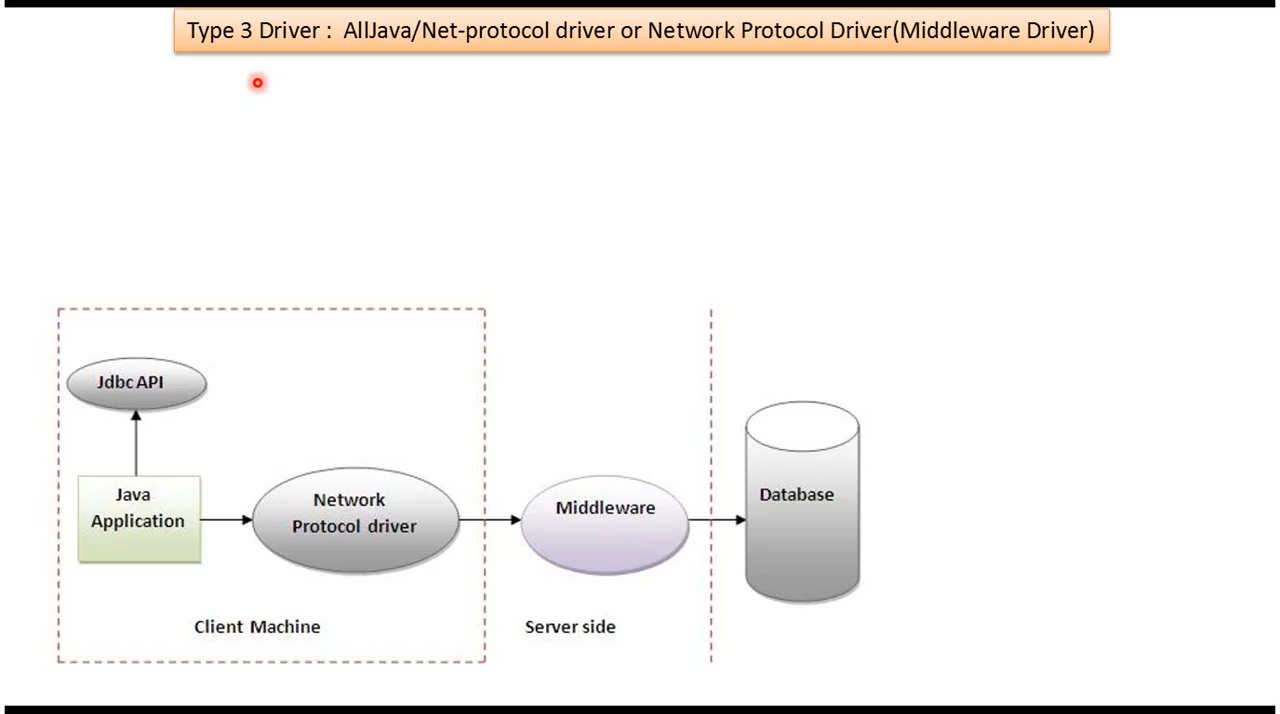 Type 3 Driver :  AllJava/Net-protocol driver or Network Protocol Driver(Middleware Driver)
Jdbc API
Java
Application
Network
Protocol driver
Middleware
Database
Client Machine
Server side